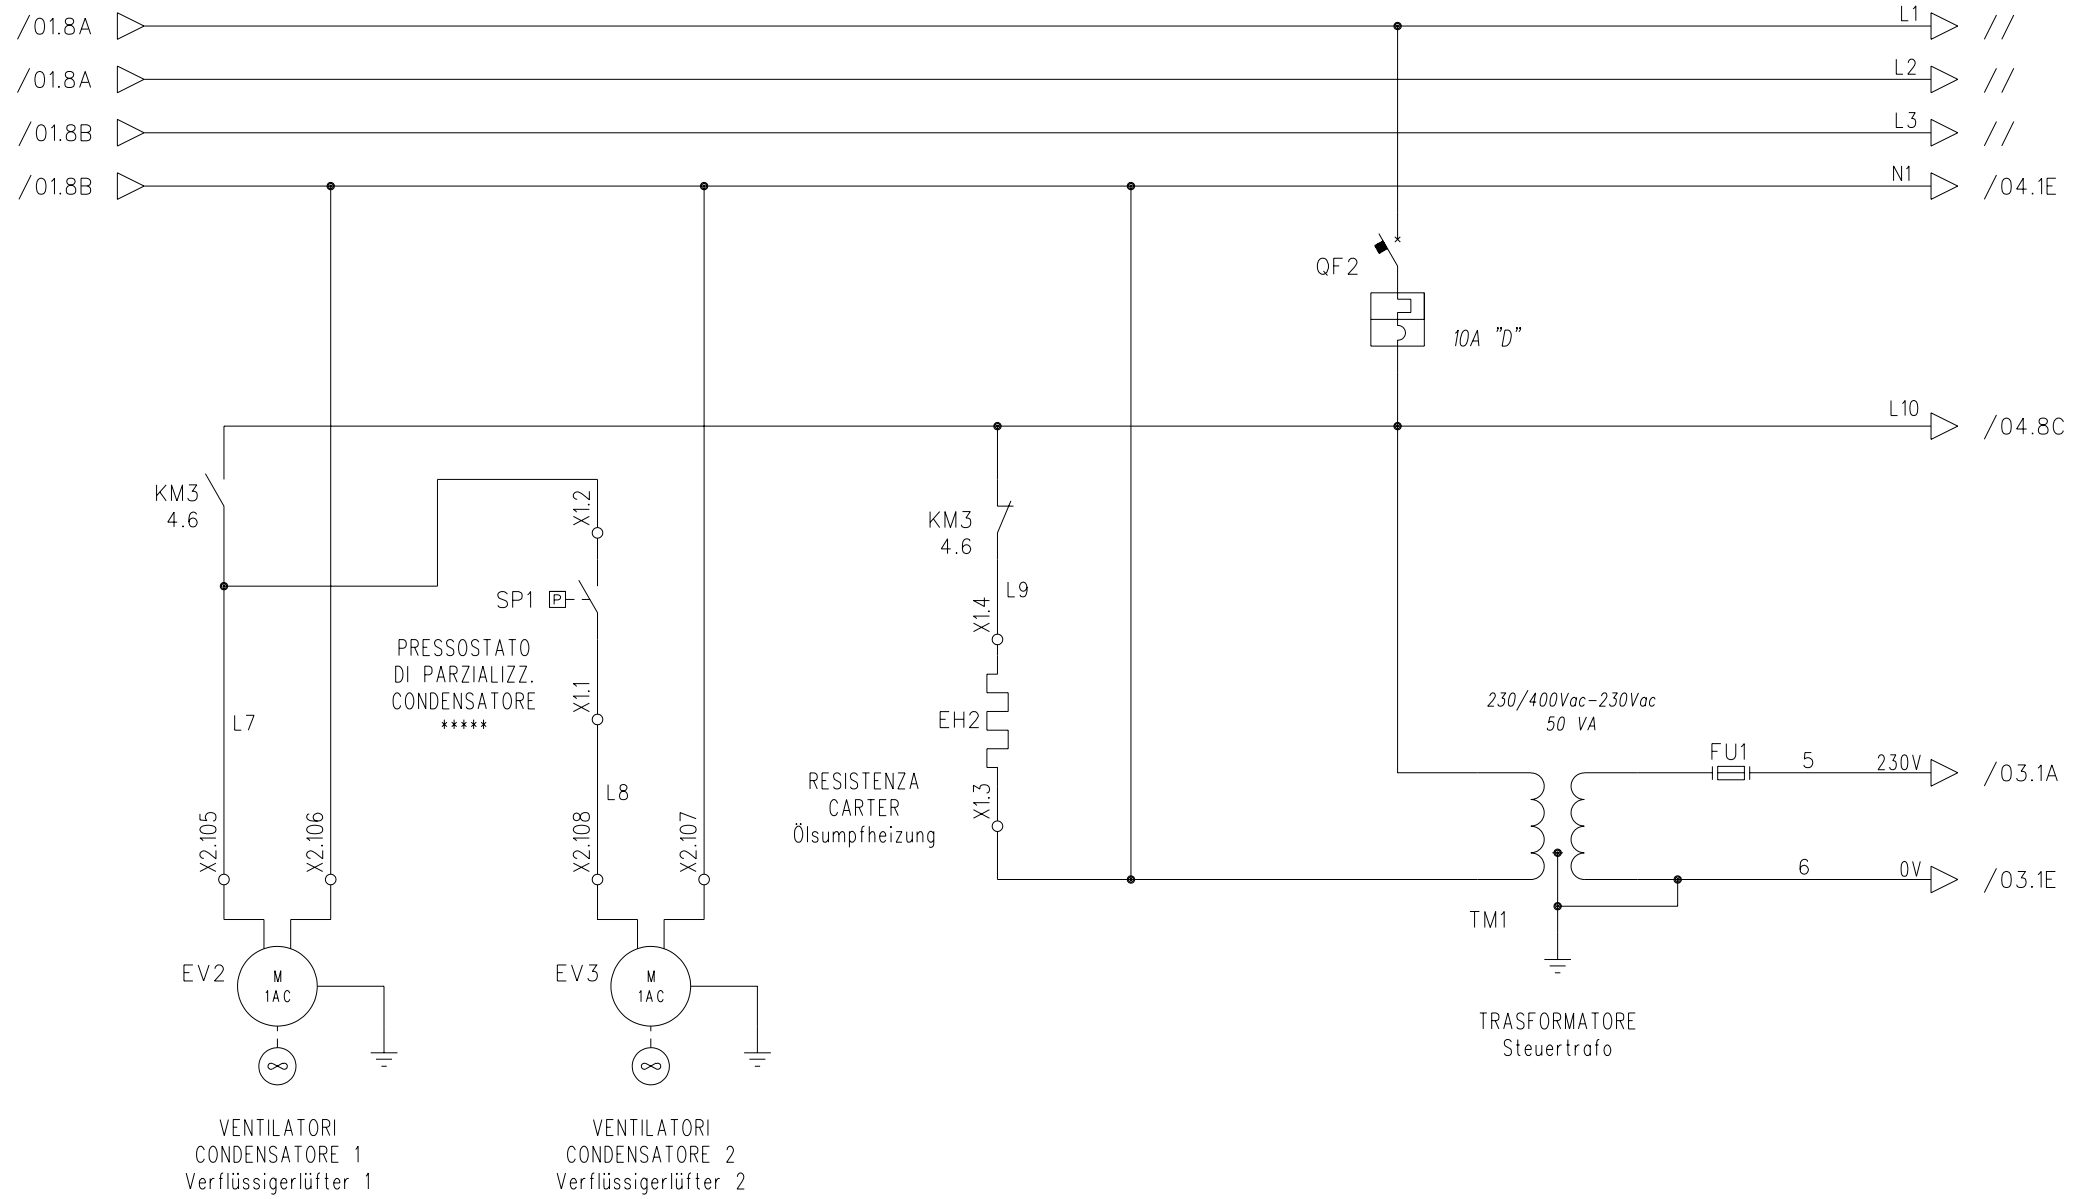 /01.8A
L1
//
/01.8A
L2
//
/01.8B
L3
//
/01.8B
N1
/04.1E
QF2
10A "D"
L10
/04.8C
KM3
4.6
X1.2
KM3
4.6
SP1
P
L9
X1.4
PRESSOSTATO
DI PARZIALIZZ.
CONDENSATORE
*****
X1.1
L7
EH2
230/400Vac-230Vac
50 VA
FU1
5
230V
/03.1A
RESISTENZA
CARTER
Ölsumpfheizung
X1.3
L8
X2.105
X2.106
X2.108
X2.107
6
0V
/03.1E
TM1
EV2
M
1AC
EV3
M
1AC
TRASFORMATORE
Steuertrafo
VENTILATORI
CONDENSATORE 1
Verflüssigerlüfter 1
VENTILATORI
CONDENSATORE 2
Verflüssigerlüfter 2